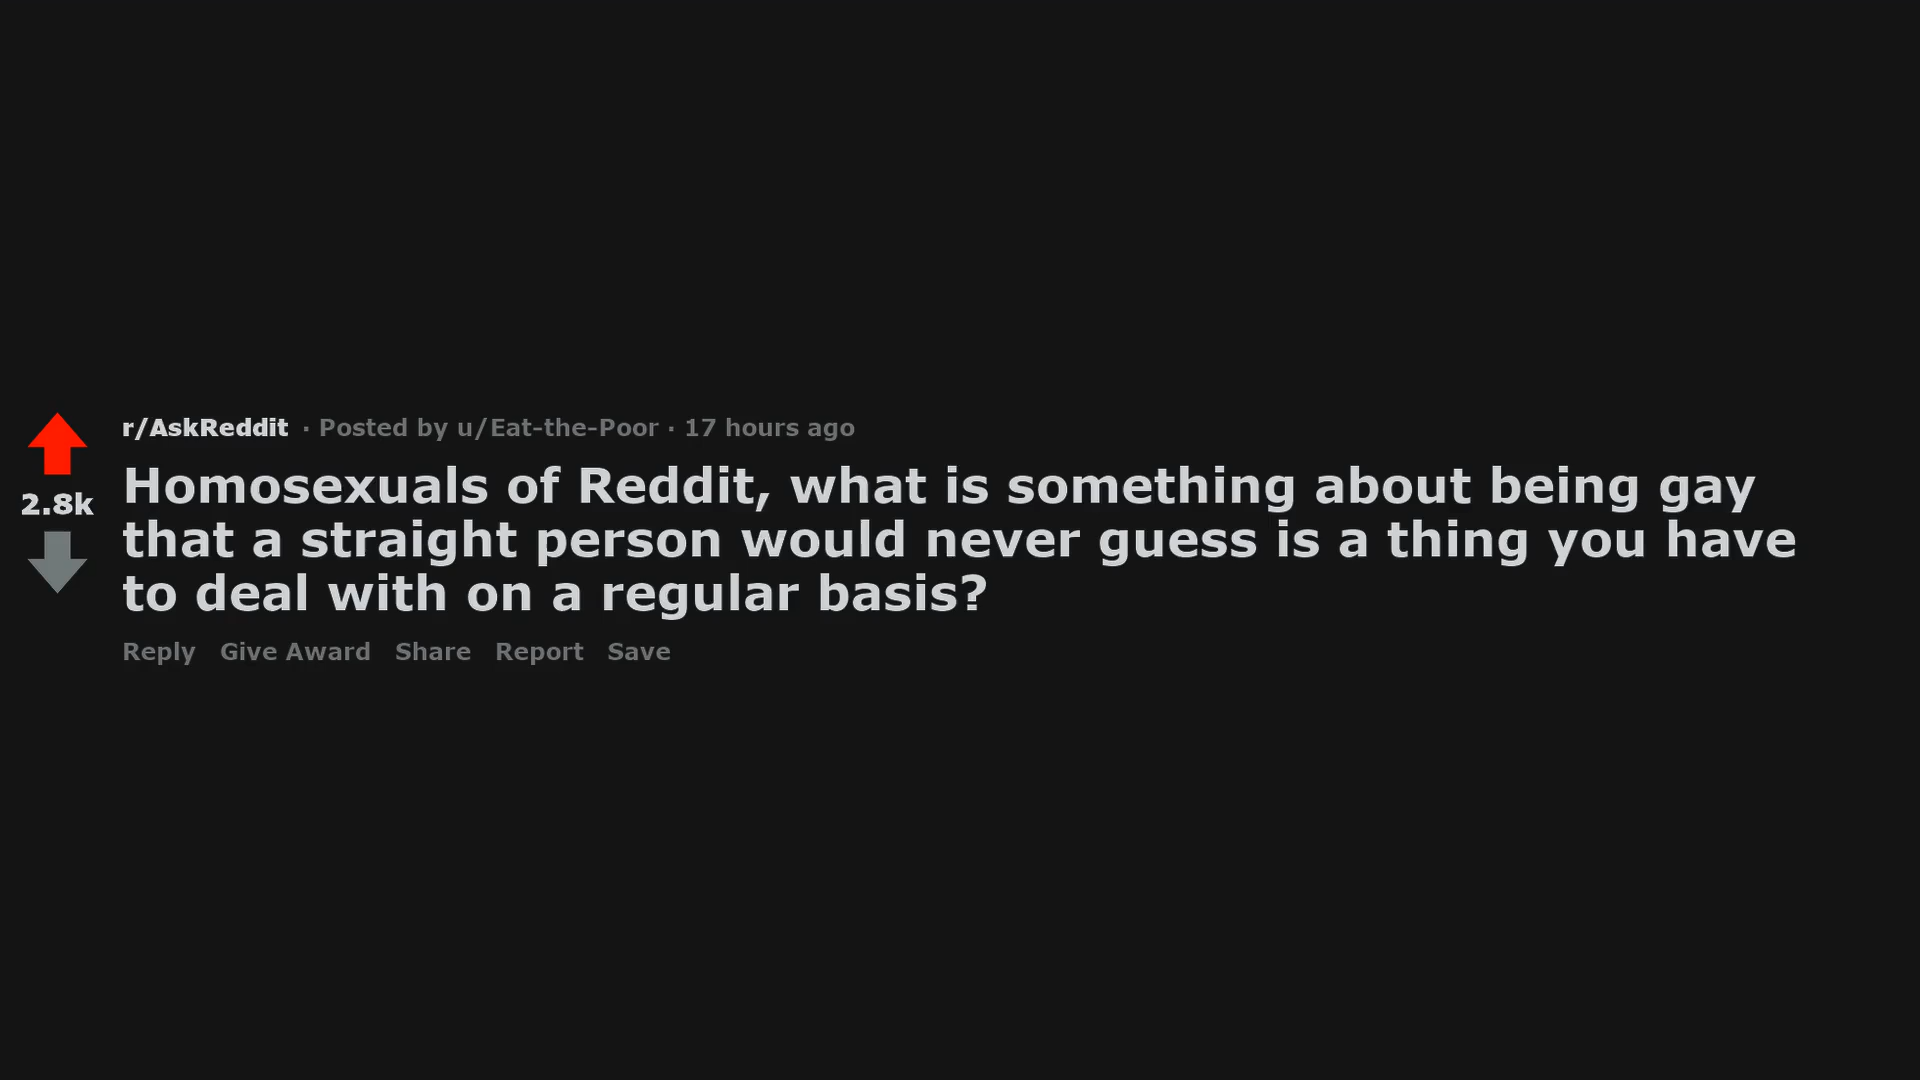 r/AskReddit · Posted by u/Eat-the-Poor · 17 hours ago
2.8k
Homosexuals of Reddit, what is something about being gay
that a straight person would never guess is a thing you have
to deal with on a regular basis?
Reply Give Award Share Report Save